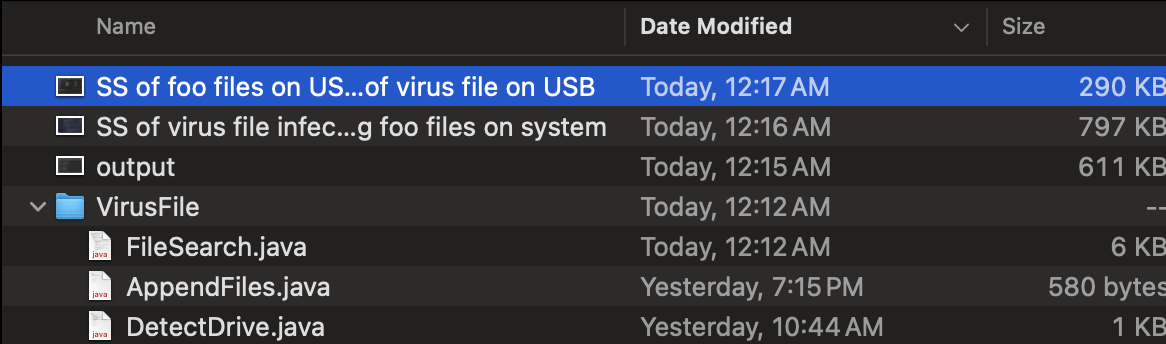 Name Date Modified Size
SS of foo files on US...of virus file on USB Today, 12:17 AM 290 KB
SS of virus file infec...g foo files on system Today, 12:16 AM 797 KB
output Today, 12:15 AM 611 KB
VirusFile Today, 12:12 AM --
java FileSearch.java Today, 12:12 AM 6 KB
java AppendFiles.java Yesterday, 7:15 PM 580 bytes
java DetectDrive.java Yesterday, 10:44 AM 1 KB